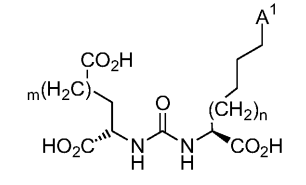 A¹
CO₂H
m(H₂C)
O
(CH₂)n
HO₂C
N
H
N
H
CO₂H